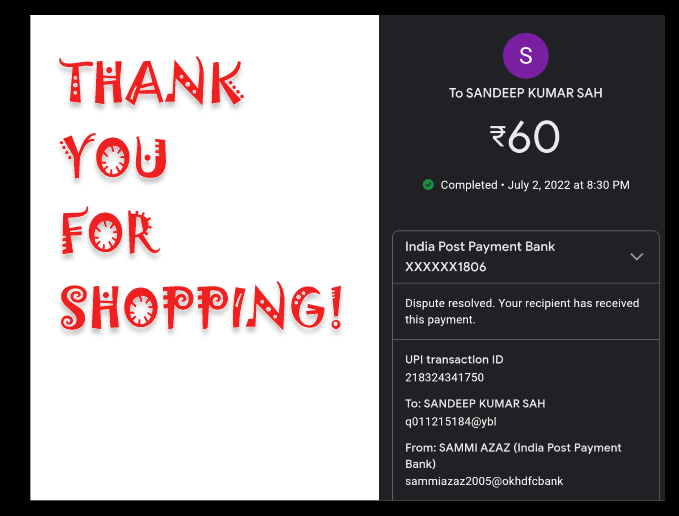 THANK
YOU
FOR
SHOPPING!
S
To SANDEEP KUMAR SAH
₹60
Completed • July 2, 2022 at 8:30 PM
India Post Payment Bank
XXXXXX1806
Dispute resolved. Your recipient has received
this payment.
UPI transaction ID
218324341750
To: SANDEEP KUMAR SAH
q011215184@ybl
From: SAMMI AZAZ (India Post Payment
Bank)
sammiazaz2005@okhdfcbank